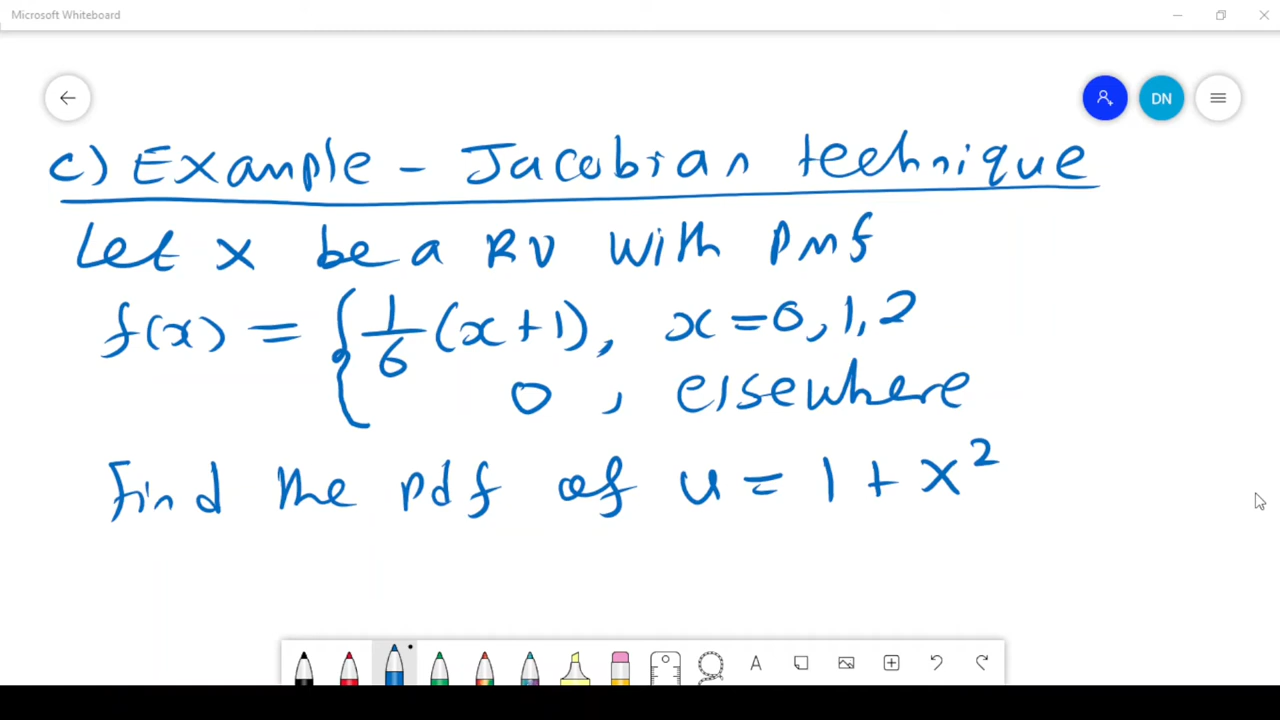 Microsoft Whiteboard
DN
c) Example - Jacobian technique
Let x be a RV with pmf
f(x) = { 1/6 (x+1), x=0,1,2
0 , elsewhere
Find the pdf of u = 1 + x²
A